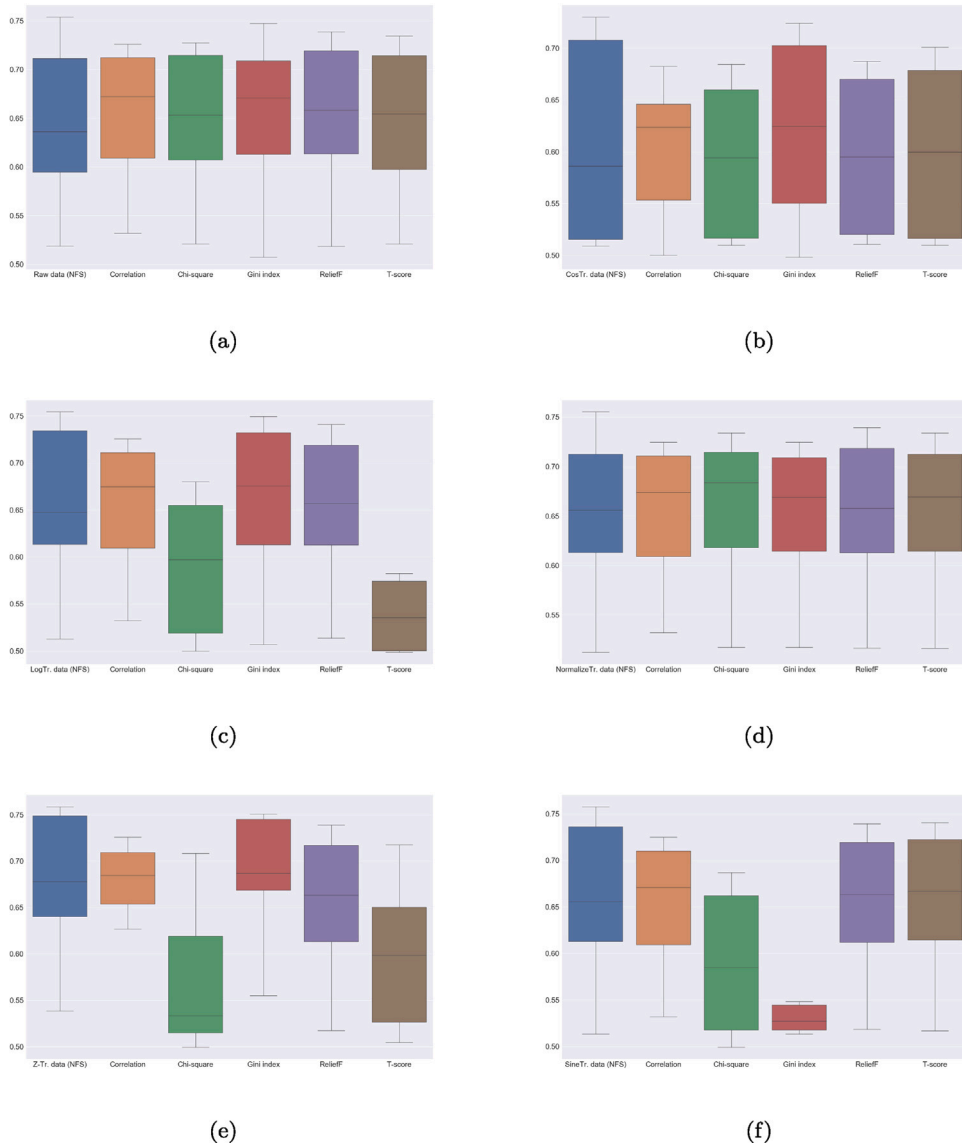 0.75
0.70
0.65
0.60
0.55
0.50
Raw data (NFS) Correlation Chi-square Gini index ReliefF T-score
(a)
0.70
0.65
0.60
0.55
0.50
CosTr. data (NFS) Correlation Chi-square Gini index ReliefF T-score
(b)
0.75
0.70
0.65
0.60
0.55
0.50
LogTr. data (NFS) Correlation Chi-square Gini index ReliefF T-score
(c)
0.75
0.70
0.65
0.60
0.55
NormalizeTr. data (NFS) Correlation Chi-square Gini index ReliefF T-score
(d)
0.75
0.70
0.65
0.60
0.55
0.50
Z-Tr. data (NFS) Correlation Chi-square Gini index ReliefF T-score
(e)
0.75
0.70
0.65
0.60
0.55
0.50
SineTr. data (NFS) Correlation Chi-square Gini index ReliefF T-score
(f)